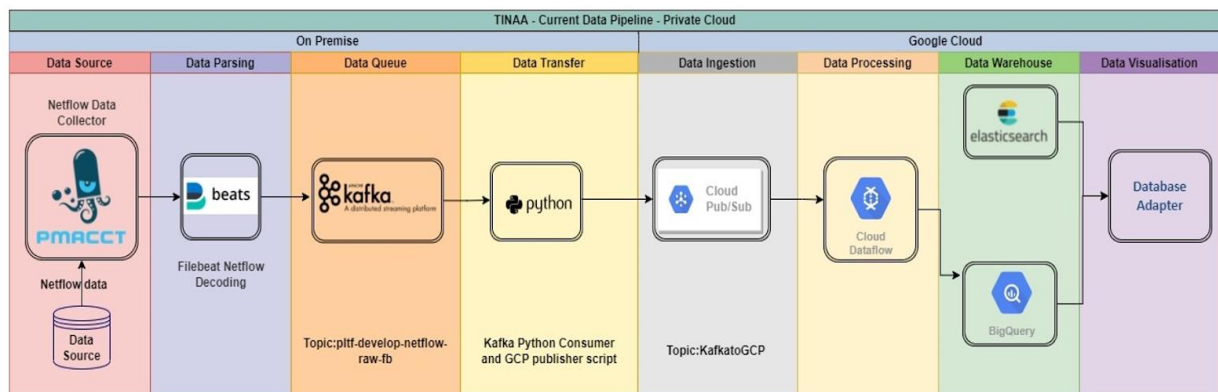 TINAA - Current Data Pipeline - Private Cloud
On Premise
Google Cloud
Data Source
Data Parsing
Data Queue
Data Transfer
Data Ingestion
Data Processing
Data Warehouse
Data Visualisation
Netflow Data
Collector
PMACCT
Netflow data
Data
Source
beats
Filebeat Netflow
Decoding
kafka
A distributed streaming platform
Topic:pltf-develop-netflow-
raw-fb
python
Kafka Python Consumer
and GCP publisher script
Cloud
Pub/Sub
Topic:KafkatoGCP
Cloud
Dataflow
elasticsearch
BigQuery
Database
Adapter